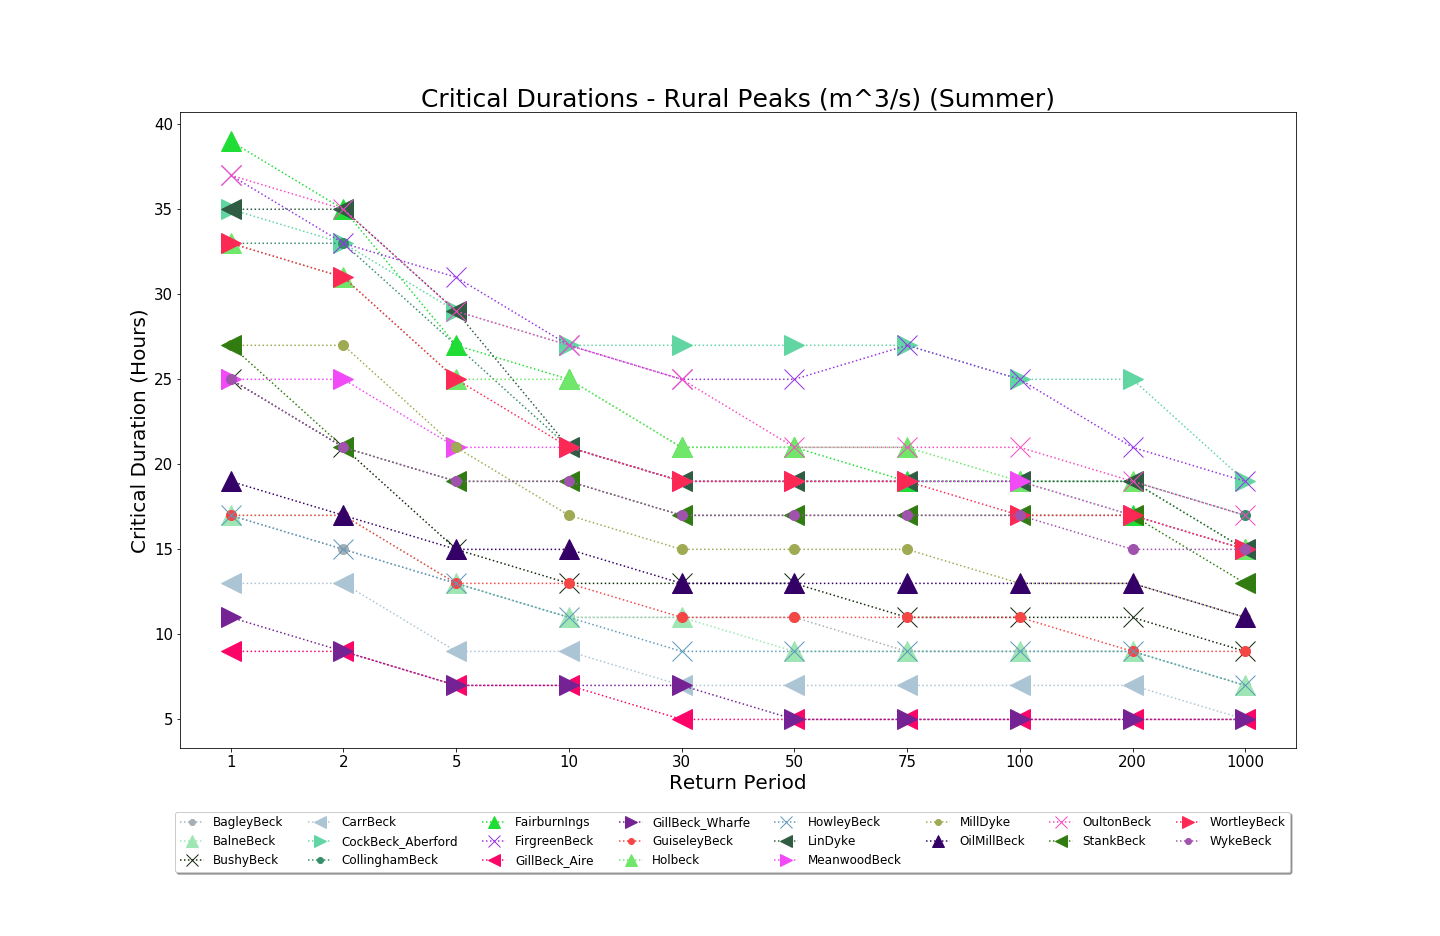 Critical Durations - Rural Peaks (m^3/s) (Summer)
Critical Duration (Hours)
40
35
30
25
20
15
10
5
1 2 5 10 30 50 75 100 200 1000
Return Period
BagleyBeck CarrBeck FairburnIngs GillBeck_Wharfe HowleyBeck MillDyke OultonBeck WortleyBeck
BalneBeck CockBeck_Aberford FirgreenBeck GuiseleyBeck LinDyke OilMillBeck StankBeck WykeBeck
BushyBeck CollinghamBeck GillBeck_Aire Holbeck MeanwoodBeck